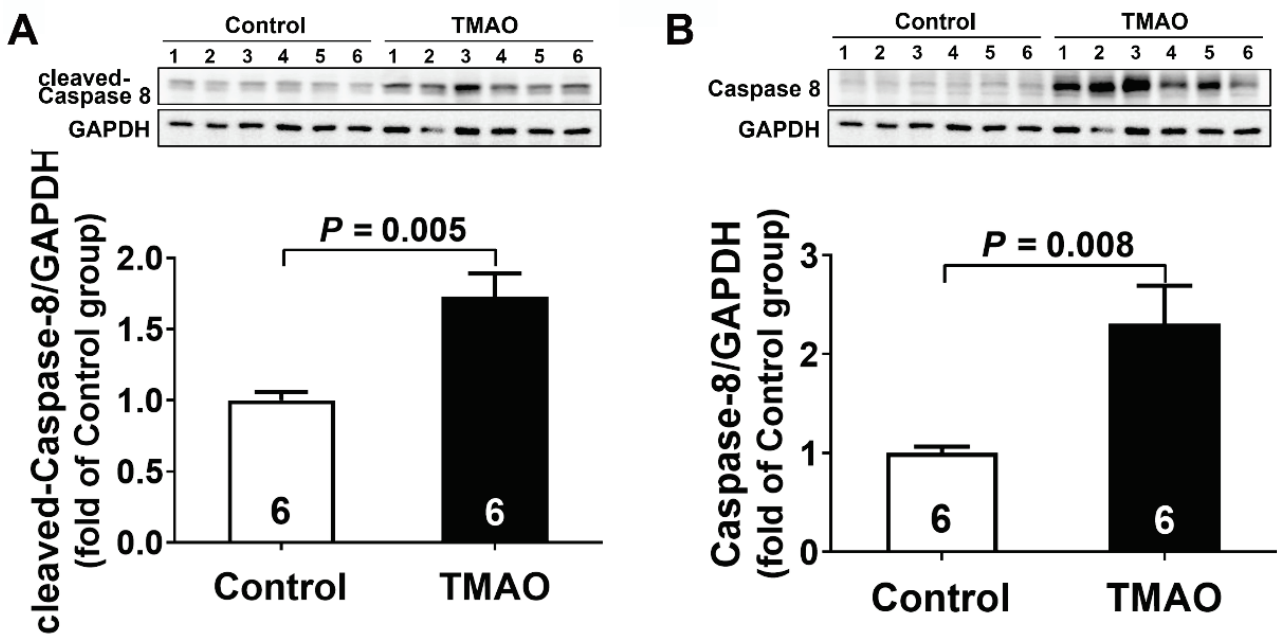 A
Control TMAO
1 2 3 4 5 6 1 2 3 4 5 6
cleaved-
Caspase 8
GAPDH
cleaved-Caspase-8/GAPDH
(fold of Control group)
P = 0.005
2.0
1.5
1.0
0.5
0.0
6
6
Control TMAO
B
Control TMAO
1 2 3 4 5 6 1 2 3 4 5 6
Caspase 8
GAPDH
Caspase-8/GAPDH
(fold of Control group)
P = 0.008
3
2
1
0
6
6
Control TMAO